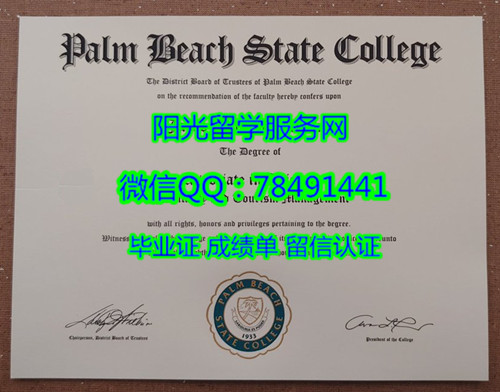 Palm Beach State College
The District Board of Trustees of Palm Beach State College
on the recommendation of the faculty hereby confers upon
阳光留学服务网
The Degree of
微信QQ：78491441
Tourism Management
with all rights, honors and privileges pertaining to the degree.
毕业证 成绩单 留信认证
PALM BEACH
STATE COLLEGE
1933
Chairperson, District Board of Trustees
President of the College